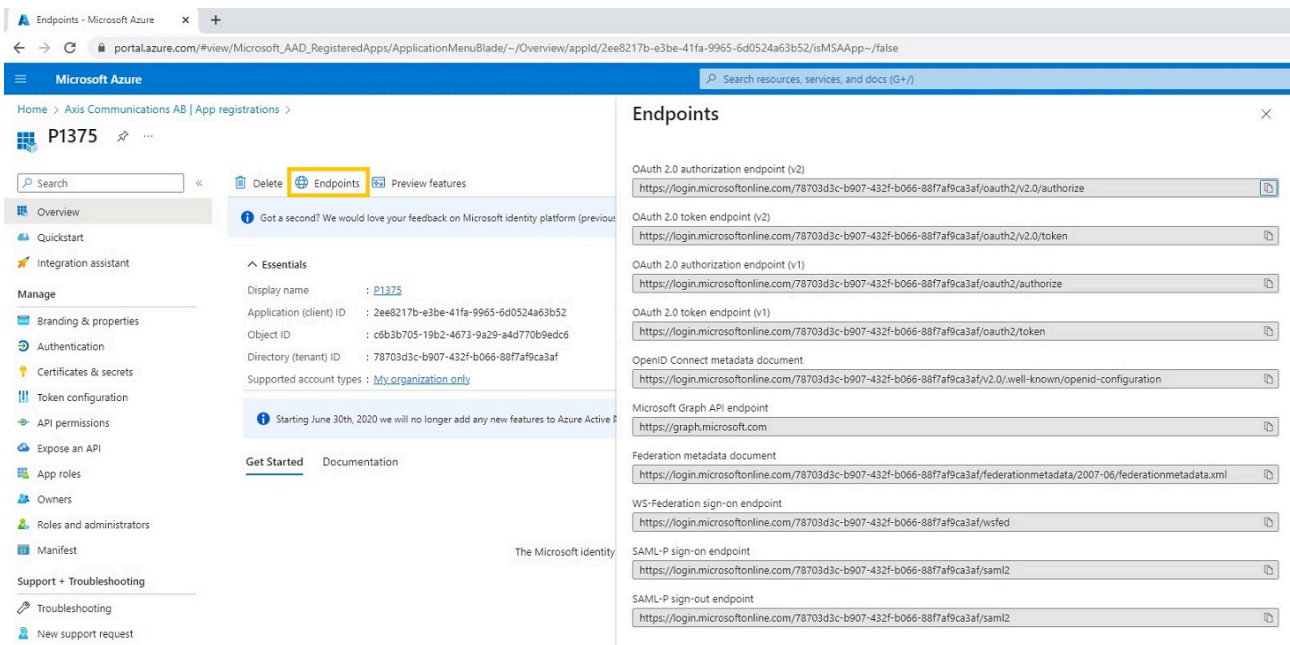 Endpoints - Microsoft Azure
portal.azure.com/#view/Microsoft_AAD_RegisteredApps/ApplicationMenuBlade/~/Overview/appId/2ee8217b-e3be-41fa-9965-6d0524a63b52/isMSAApp~/false
Microsoft Azure
Search resources, services, and docs (G+/)
Home > Axis Communications AB | App registrations >
P1375
Search
Overview
Quickstart
Integration assistant
Manage
Branding & properties
Authentication
Certificates & secrets
Token configuration
API permissions
Expose an API
App roles
Owners
Roles and administrators
Manifest
Support + Troubleshooting
Troubleshooting
New support request
Delete Endpoints Preview features
Got a second? We would love your feedback on Microsoft identity platform (previous
Essentials
Display name : P1375
Application (client) ID : 2ee8217b-e3be-41fa-9965-6d0524a63b52
Object ID : c6b3b705-19b2-4673-9a29-a4d770b9edc6
Directory (tenant) ID : 78703d3c-b907-432f-b066-88f7af9ca3af
Supported account types : My organization only
Starting June 30th, 2020 we will no longer add any new features to Azure Active D
Get Started Documentation
The Microsoft identity
Endpoints
OAuth 2.0 authorization endpoint (v2)
https://login.microsoftonline.com/78703d3c-b907-432f-b066-88f7af9ca3af/oauth2/v2.0/authorize
OAuth 2.0 token endpoint (v2)
https://login.microsoftonline.com/78703d3c-b907-432f-b066-88f7af9ca3af/oauth2/v2.0/token
OAuth 2.0 authorization endpoint (v1)
https://login.microsoftonline.com/78703d3c-b907-432f-b066-88f7af9ca3af/oauth2/authorize
OAuth 2.0 token endpoint (v1)
https://login.microsoftonline.com/78703d3c-b907-432f-b066-88f7af9ca3af/oauth2/token
OpenID Connect metadata document
https://login.microsoftonline.com/78703d3c-b907-432f-b066-88f7af9ca3af/v2.0/.well-known/openid-configuration
Microsoft Graph API endpoint
https://graph.microsoft.com
Federation metadata document
https://login.microsoftonline.com/78703d3c-b907-432f-b066-88f7af9ca3af/federationmetadata/2007-06/federationmetadata.xml
WS-Federation sign-on endpoint
https://login.microsoftonline.com/78703d3c-b907-432f-b066-88f7af9ca3af/wsfed
SAML-P sign-on endpoint
https://login.microsoftonline.com/78703d3c-b907-432f-b066-88f7af9ca3af/saml2
SAML-P sign-out endpoint
https://login.microsoftonline.com/78703d3c-b907-432f-b066-88f7af9ca3af/saml2